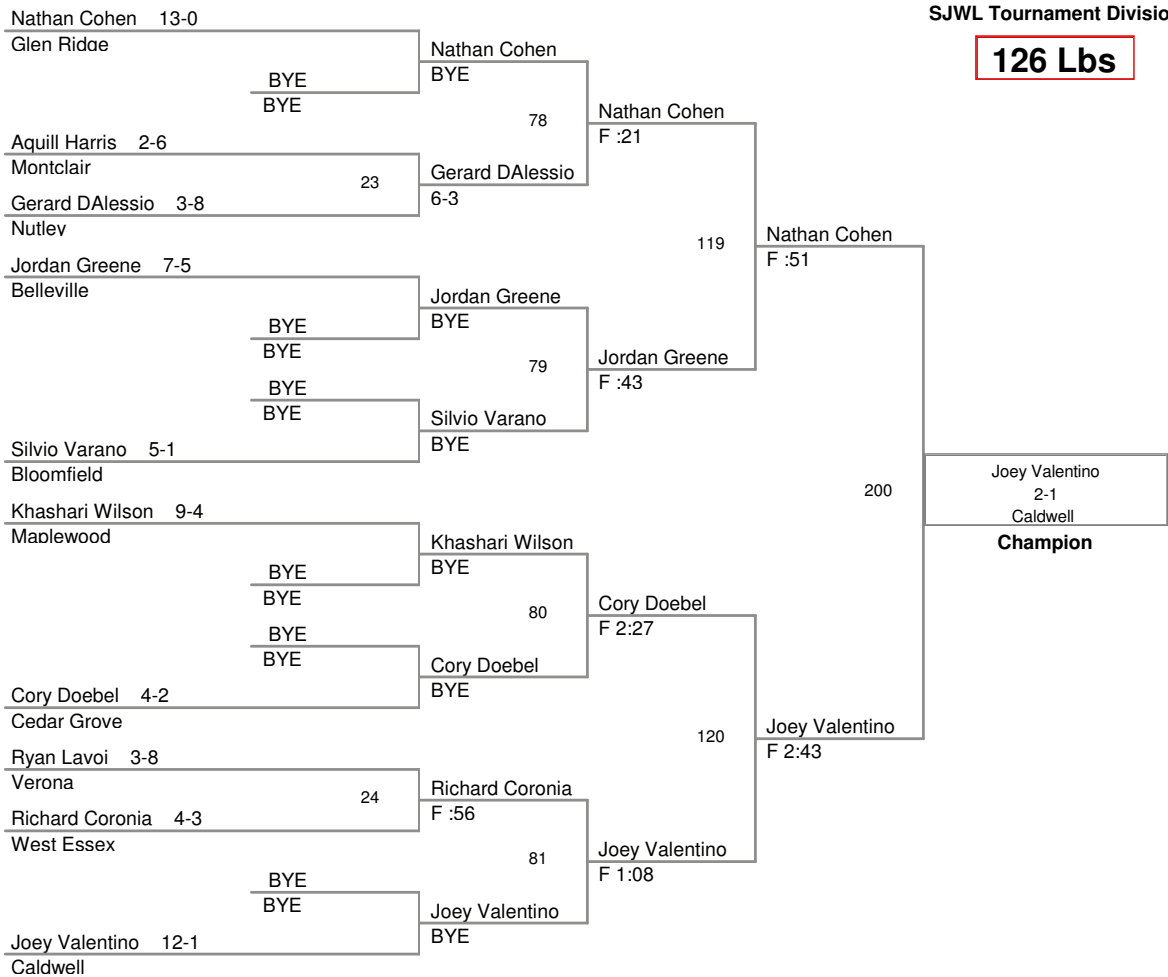 SJWL Tournament Divisio
126 Lbs
Nathan Cohen 13-0
Glen Ridge
BYE
BYE
Aquill Harris 2-6
Montclair
23
Gerard DAlessio 3-8
Nutley
Jordan Greene 7-5
Belleville
BYE
BYE
BYE
BYE
Silvio Varano 5-1
Bloomfield
Khashari Wilson 9-4
Maplewood
BYE
BYE
BYE
BYE
Cory Doebel 4-2
Cedar Grove
Ryan Lavoi 3-8
Verona
24
Richard Coronia 4-3
West Essex
BYE
BYE
Joey Valentino 12-1
Caldwell
Nathan Cohen
BYE
78
Gerard DAlessio
6-3
Jordan Greene
BYE
79
Silvio Varano
BYE
Khashari Wilson
BYE
80
Cory Doebel
BYE
Richard Coronia
F :56
81
Joey Valentino
BYE
Nathan Cohen
F :21
119
Jordan Greene
F :43
Cory Doebel
F 2:27
120
Joey Valentino
F 1:08
Nathan Cohen
F :51
200
Joey Valentino
F 2:43
Joey Valentino
2-1
Caldwell
Champion